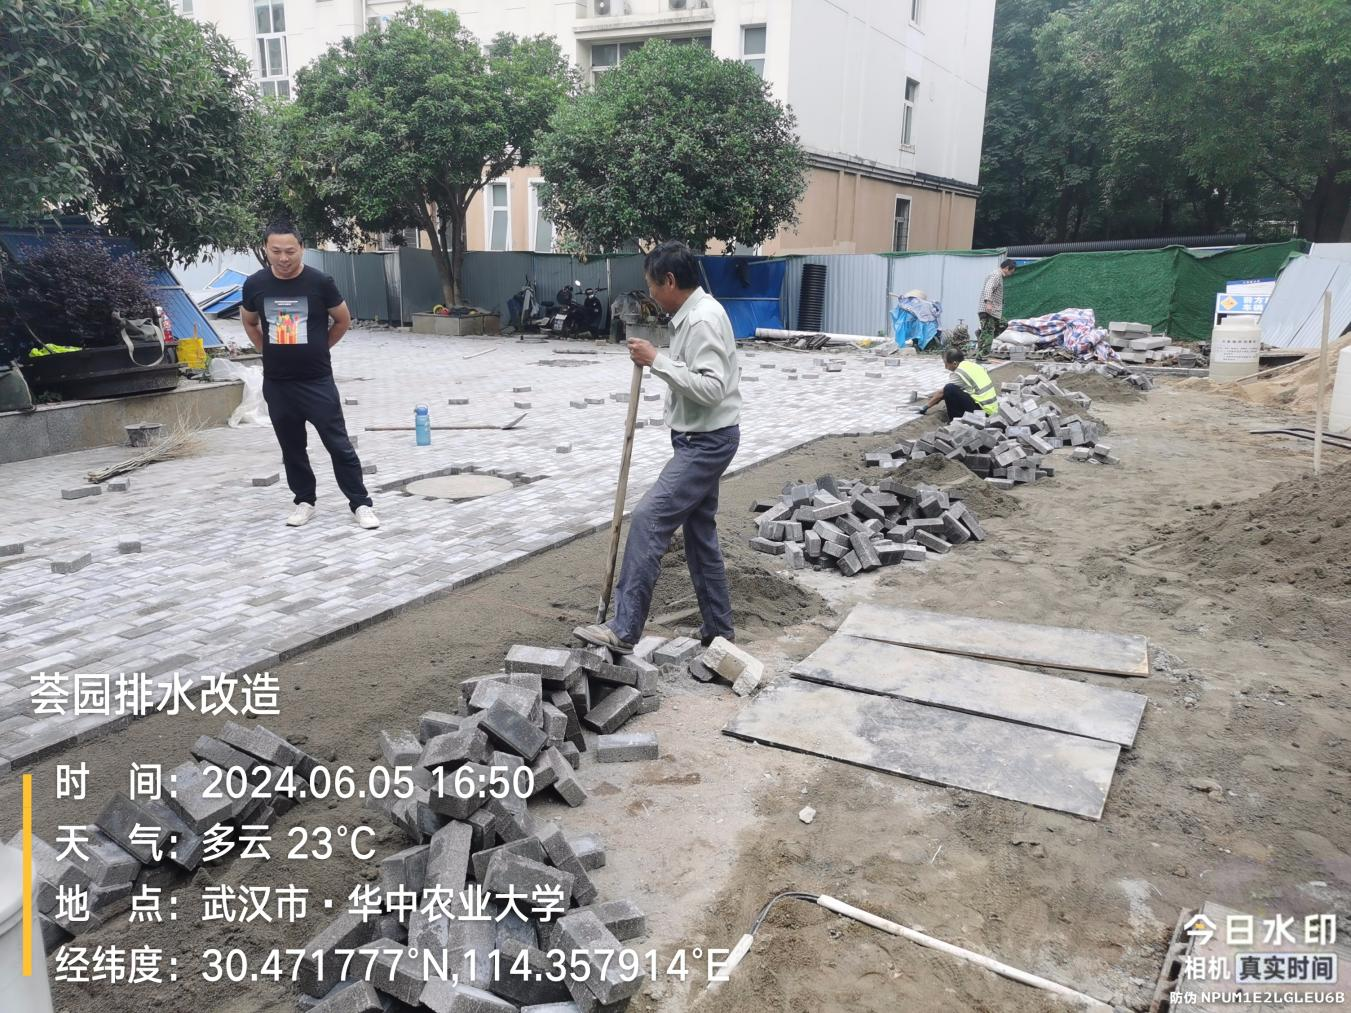 荟园排水改造
时 间：2024.06.05 16:50
天 气：多云 23℃
地 点：武汉市·华中农业大学
经纬度：30.471777°N,114.357914°E
今日水印
相机 真实时间
防伪 NPUM1E2LGLEU6B